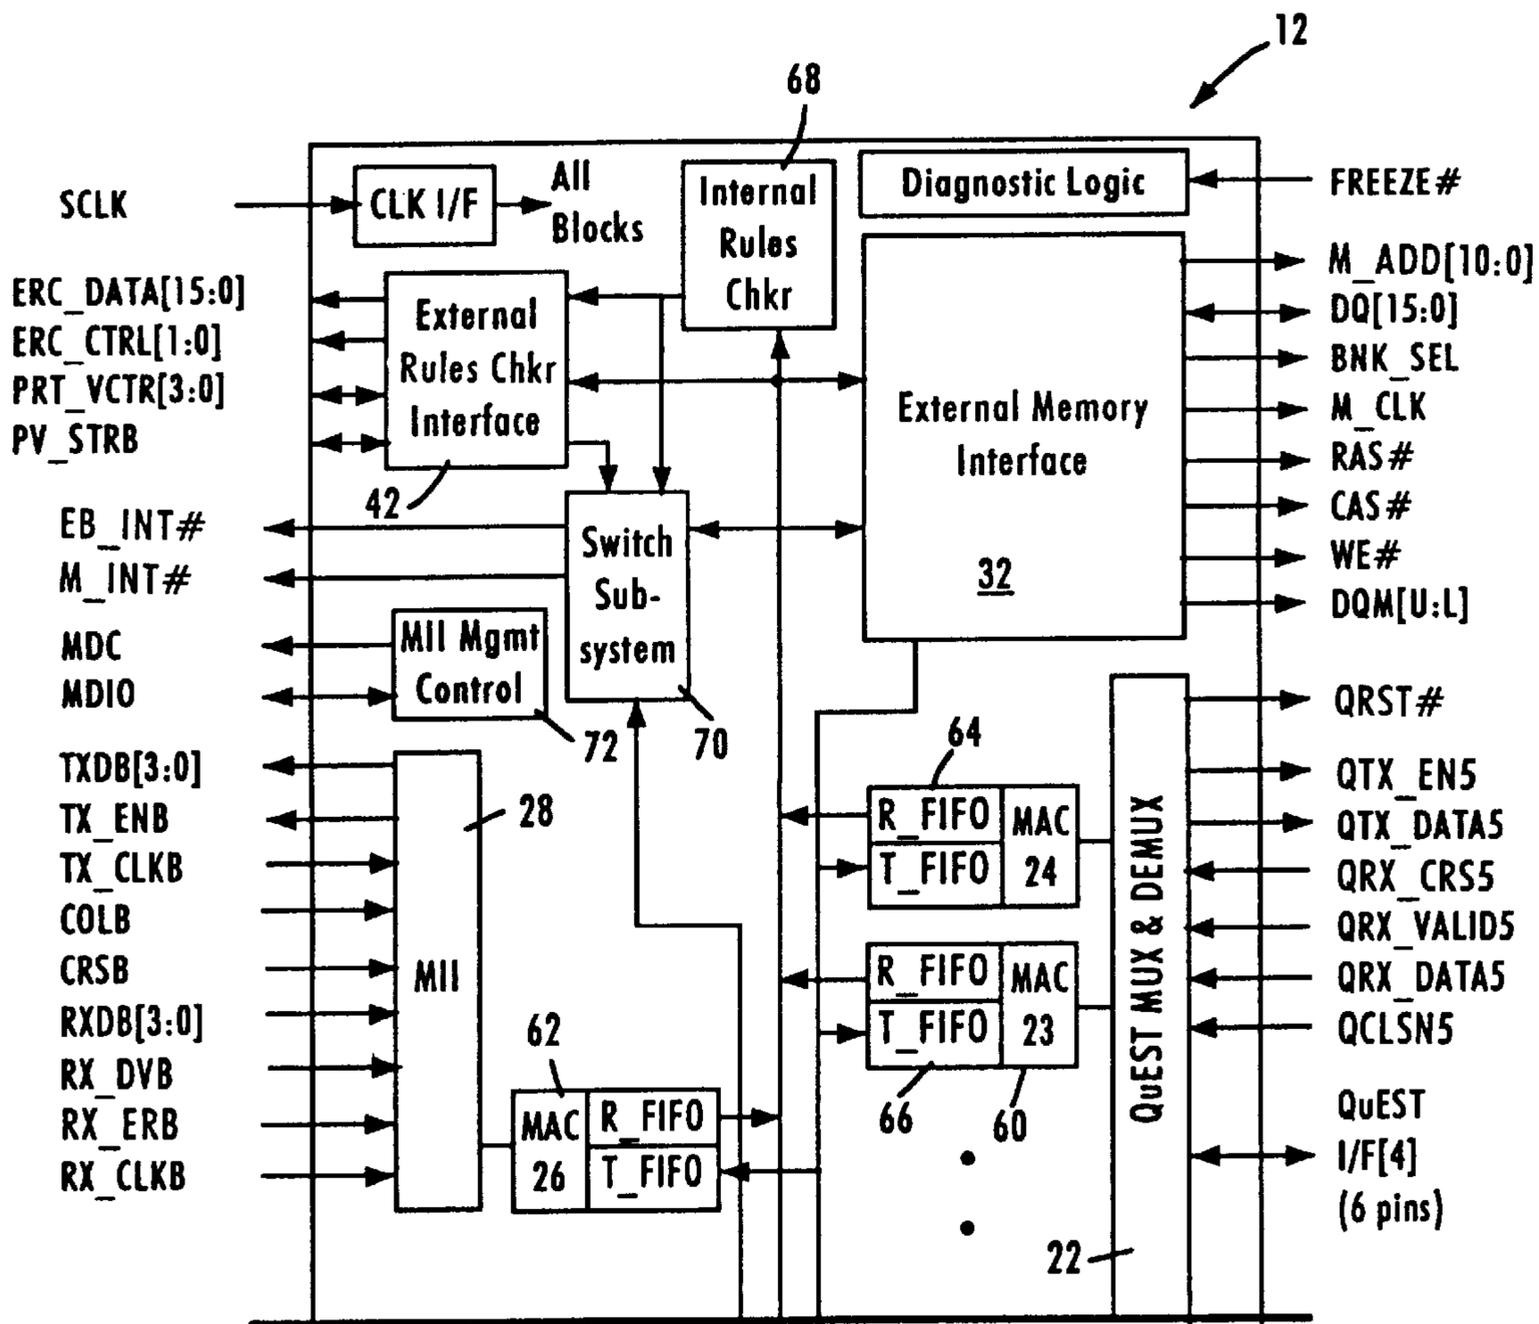 12
68
SCLK
CLK I/F
All
Blocks
Internal
Rules
Chkr
Diagnostic Logic
FREEZE#
ERC_DATA[15:0]
ERC_CTRL[1:0]
PRT_VCTR[3:0]
PV_STRB
External
Rules Chkr
Interface
42
External Memory
Interface
32
M_ADD[10:0]
DQ[15:0]
BNK_SEL
M_CLK
RAS#
CAS#
WE#
DQM[U:L]
EB_INT#
M_INT#
Switch
Sub-
system
70
MDC
MDIO
MII Mgmt
Control
72
TXDB[3:0]
TX_ENB
TX_CLKB
COLB
CRSB
RXDB[3:0]
RX_DVB
RX_ERB
RX_CLKB
MII
28
62
MAC
26
R_FIFO
T_FIFO
64
R_FIFO
T_FIFO
MAC
24
R_FIFO
T_FIFO
MAC
23
66
60
QuEST MUX & DEMUX
22
QRST#
QTX_EN5
QTX_DATA5
QRX_CRS5
QRX_VALID5
QRX_DATA5
QCLSN5
QuEST
I/F[4]
(6 pins)